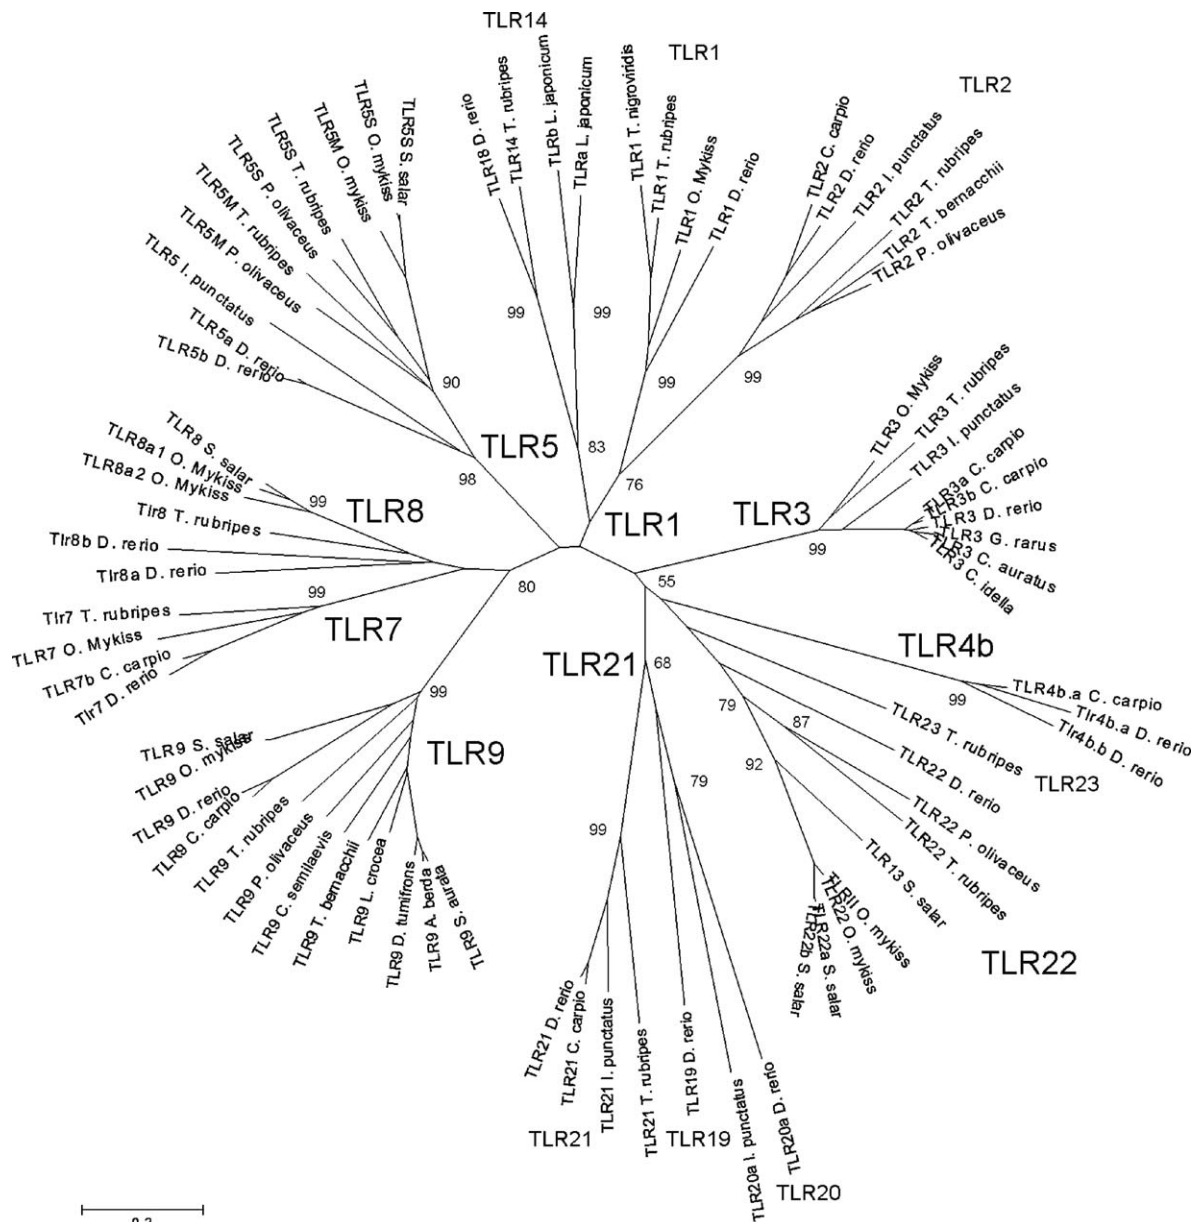 TLR14
TLR1
TLR2
TLR18 D. rerio
TLR14 T. rubripes
TLRb L. japonicum
TLRa L. japonicum
TLR1 T. nigroviridis
TLR1 T. rubripes
TLR1 O. Mykiss
TLR1 D. rerio
TLR2 C. carpio
TLR2 D. rerio
TLR2 I. punctatus
TLR2 T. rubripes
TLR2 T. bernacchii
TLR2 P. olivaceus
TLR5S S. salar
TLR5S O. mykiss
TLR5M O. mykiss
TLR5S T. rubripes
TLR5S P. olivaceus
TLR5M T. rubripes
TLR5M P. olivaceus
TLR5 I. punctatus
TLR5a D. rerio
TLR5b D. rerio
99
99
90
99
99
83
98
76
TLR5
TLR1
TLR3
TLR3 O. Mykiss
TLR3 T. rubripes
TLR3 I. punctatus
TLR3a C. carpio
TLR3b C. carpio
TLR3 D. rerio
TLR3 G. rarus
TLR3 C. auratus
TLR3 C. idella
99
55
TLR8 S. salar
TLR8a1 O. Mykiss
TLR8a2 O. Mykiss
Tlr8 T. rubripes
Tlr8b D. rerio
Tlr8a D. rerio
99
TLR8
80
99
Tlr7 T. rubripes
TLR7 O. Mykiss
TLR7b C. carpio
Tlr7 D. rerio
TLR7
TLR21
68
TLR4b
99
TLR4b.a C. carpio
Tlr4b.a D. rerio
Tlr4b.b D. rerio
99
TLR9
TLR9 S. salar
TLR9 O. mykiss
TLR9 D. rerio
TLR9 C. carpio
TLR9 T. rubripes
TLR9 P. olivaceus
TLR9 C. semilaevis
TLR9 T. bernacchii
TLR9 L. crocea
TLR9 D. tumifrons
TLR9 A. berda
TLR9 S. aurata
79
87
92
79
99
TLR23 T. rubripes
TLR23
TLR22 D. rerio
TLR22 P. olivaceus
TLR22 T. rubripes
TLR13 S. salar
TLRII O. mykiss
TLR22 O. mykiss
TLR22a S. salar
TLR22b S. salar
TLR22
TLR21 D. rerio
TLR21 C. carpio
TLR21 I. punctatus
TLR21 T. rubripes
TLR19 D. rerio
TLR20a I. punctatus
TLR20a D. rerio
TLR21
TLR19
TLR20